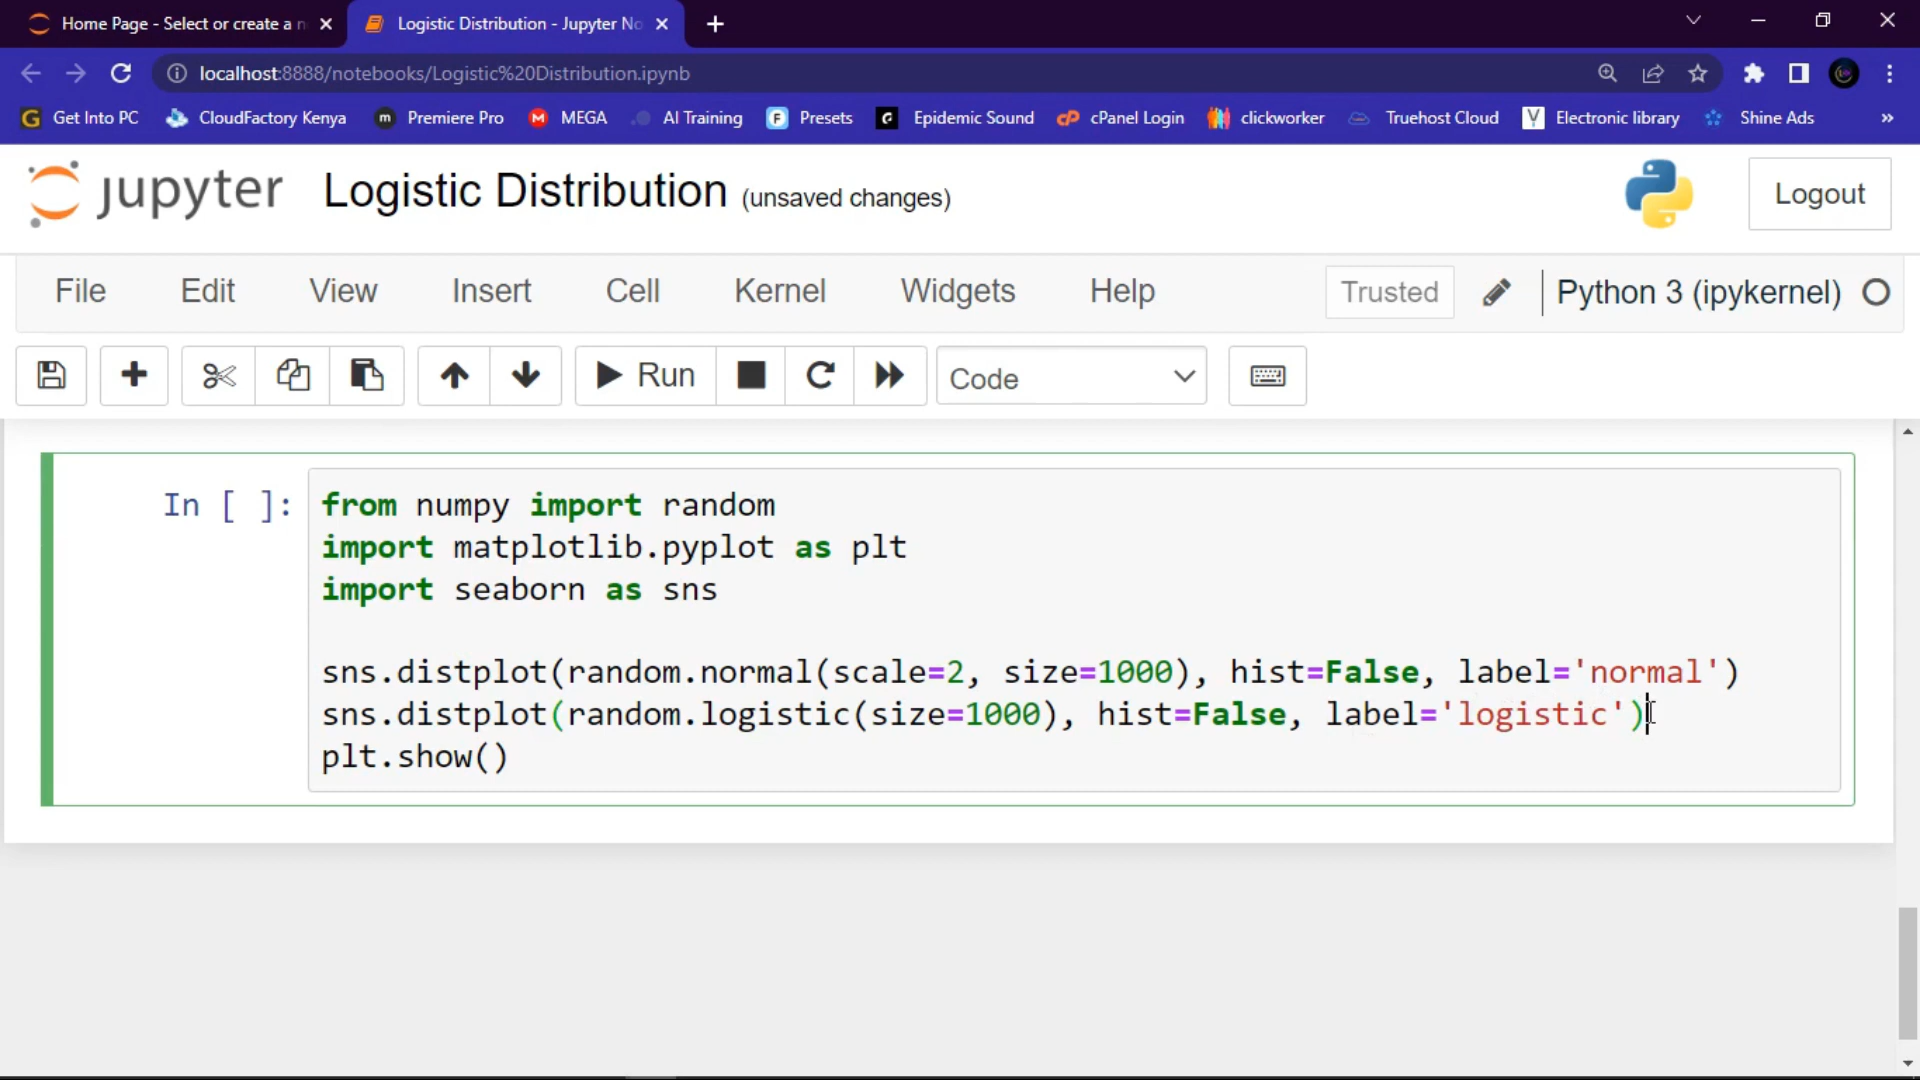 Home Page - Select or create a n
Logistic Distribution - Jupyter No
localhost:8888/notebooks/Logistic%20Distribution.ipynb
Get Into PC CloudFactory Kenya Premiere Pro MEGA AI Training Presets Epidemic Sound cPanel Login clickworker Truehost Cloud Electronic library Shine Ads »
jupyter Logistic Distribution (unsaved changes) Logout
File Edit View Insert Cell Kernel Widgets Help Trusted Python 3 (ipykernel)
Run Code
In [ ]: from numpy import random
import matplotlib.pyplot as plt
import seaborn as sns
sns.distplot(random.normal(scale=2, size=1000), hist=False, label='normal')
sns.distplot(random.logistic(size=1000), hist=False, label='logistic')
plt.show()